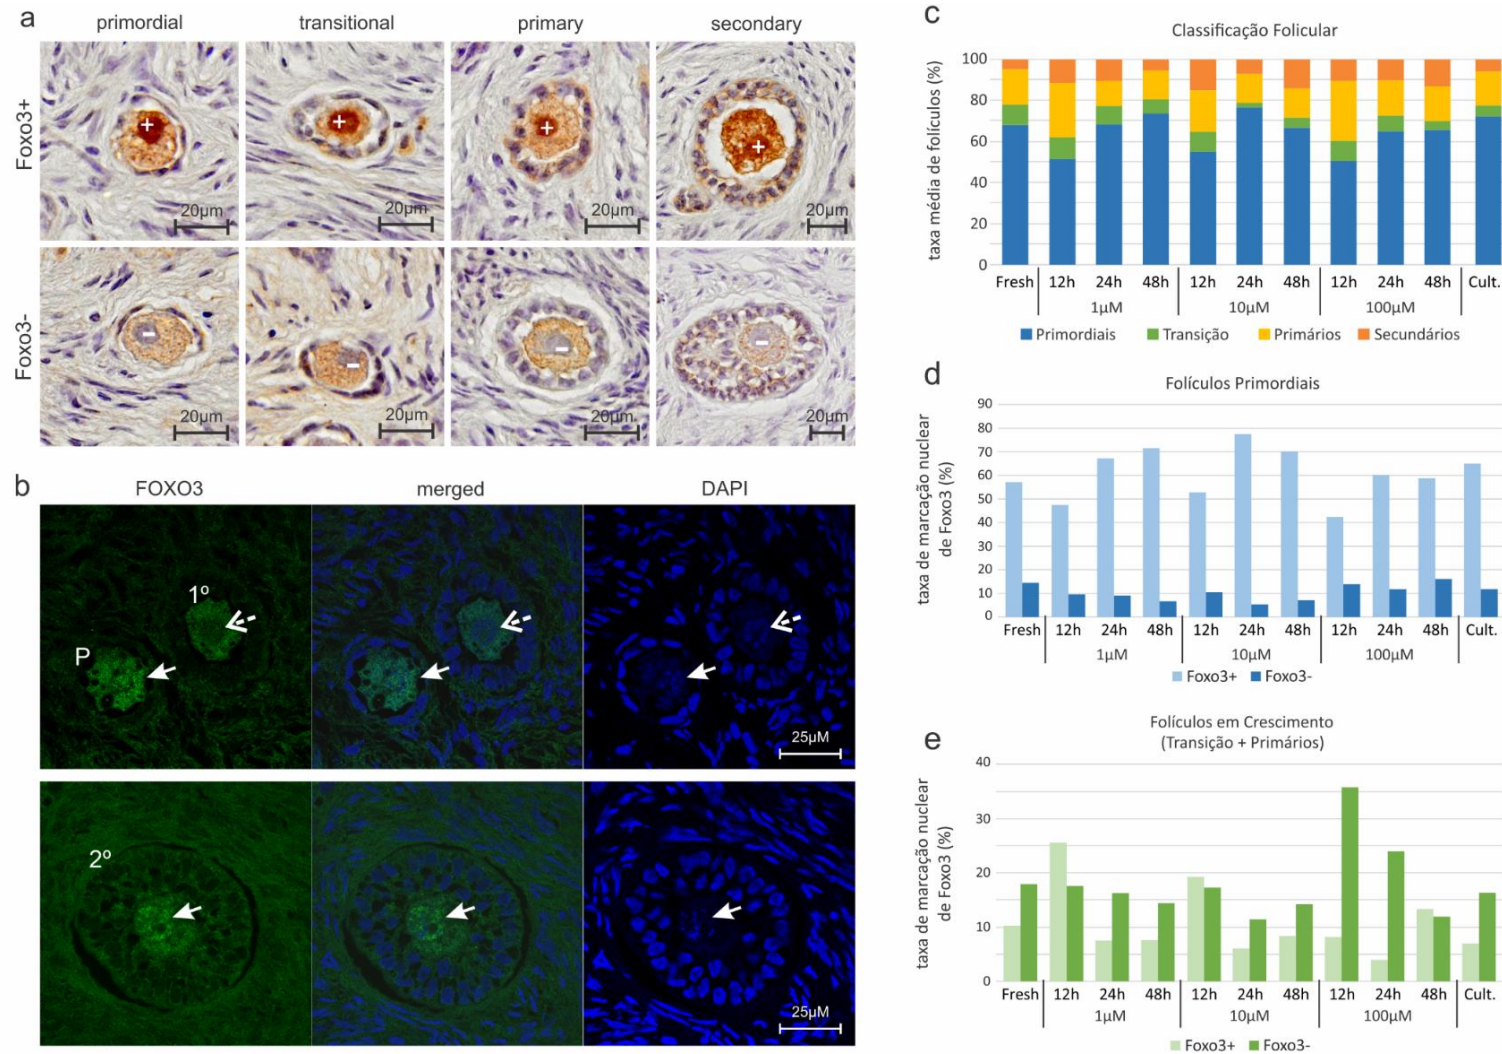 a
primordial transitional primary secondary
Foxo3+
20µm 20µm 20µm 20µm
Foxo3-
20µm 20µm 20µm 20µm
b
FOXO3 merged DAPI
1º
P
25µM
2º
25µM
c
Classificação Folicular
taxa média de folículos (%)
100
80
60
40
20
0
Fresh 12h 24h 48h 12h 24h 48h 12h 24h 48h Cult.
1µM 10µM 100µM
Primordiais Transição Primários Secundários
d
Folículos Primordiais
taxa de marcação nuclear
de Foxo3 (%)
90
80
70
60
50
40
30
20
10
0
Fresh 12h 24h 48h 12h 24h 48h 12h 24h 48h Cult.
1µM 10µM 100µM
Foxo3+ Foxo3-
e
Folículos em Crescimento
(Transição + Primários)
taxa de marcação nuclear
de Foxo3 (%)
40
30
20
10
0
Fresh 12h 24h 48h 12h 24h 48h 12h 24h 48h Cult.
1µM 10µM 100µM
Foxo3+ Foxo3-